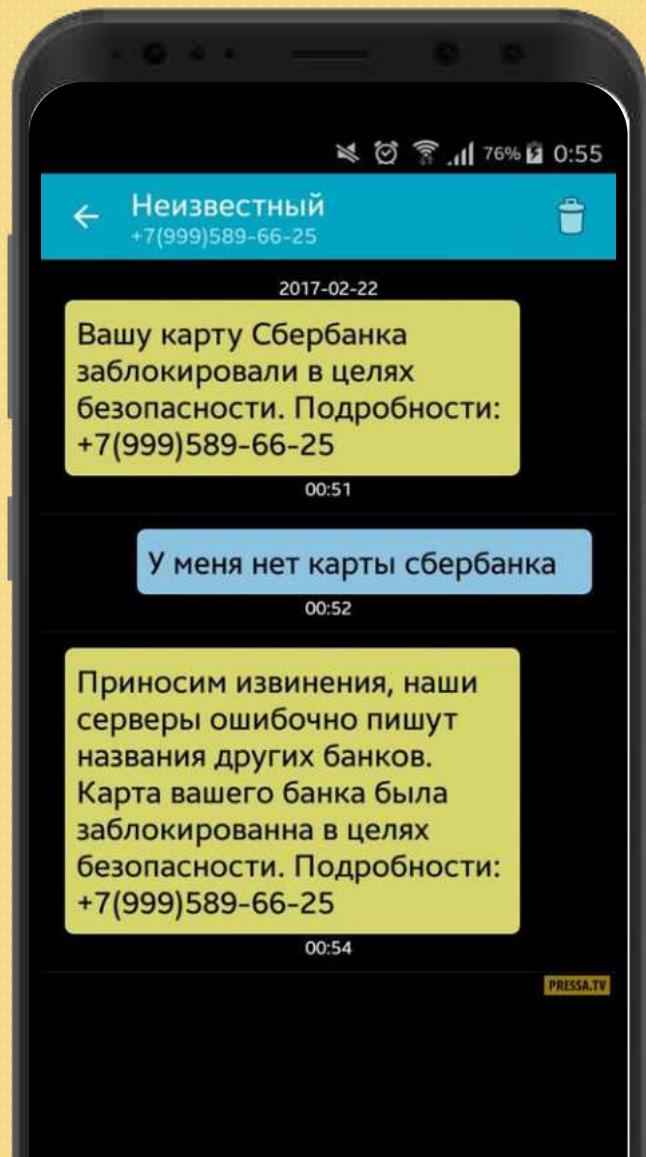 76% 0:55
Неизвестный
+7(999)589-66-25
2017-02-22
Вашу карту Сбербанка
заблокировали в целях
безопасности. Подробности:
+7(999)589-66-25
00:51
У меня нет карты сбербанка
00:52
Приносим извинения, наши
серверы ошибочно пишут
названия других банков.
Карта вашего банка была
заблокированна в целях
безопасности. Подробности:
+7(999)589-66-25
00:54
PRESSA.TV